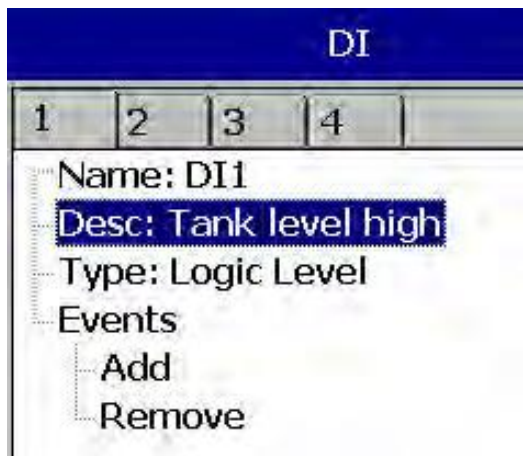 DI
1 2 3 4
Name: DI1
Desc: Tank level high
Type: Logic Level
Events
Add
Remove